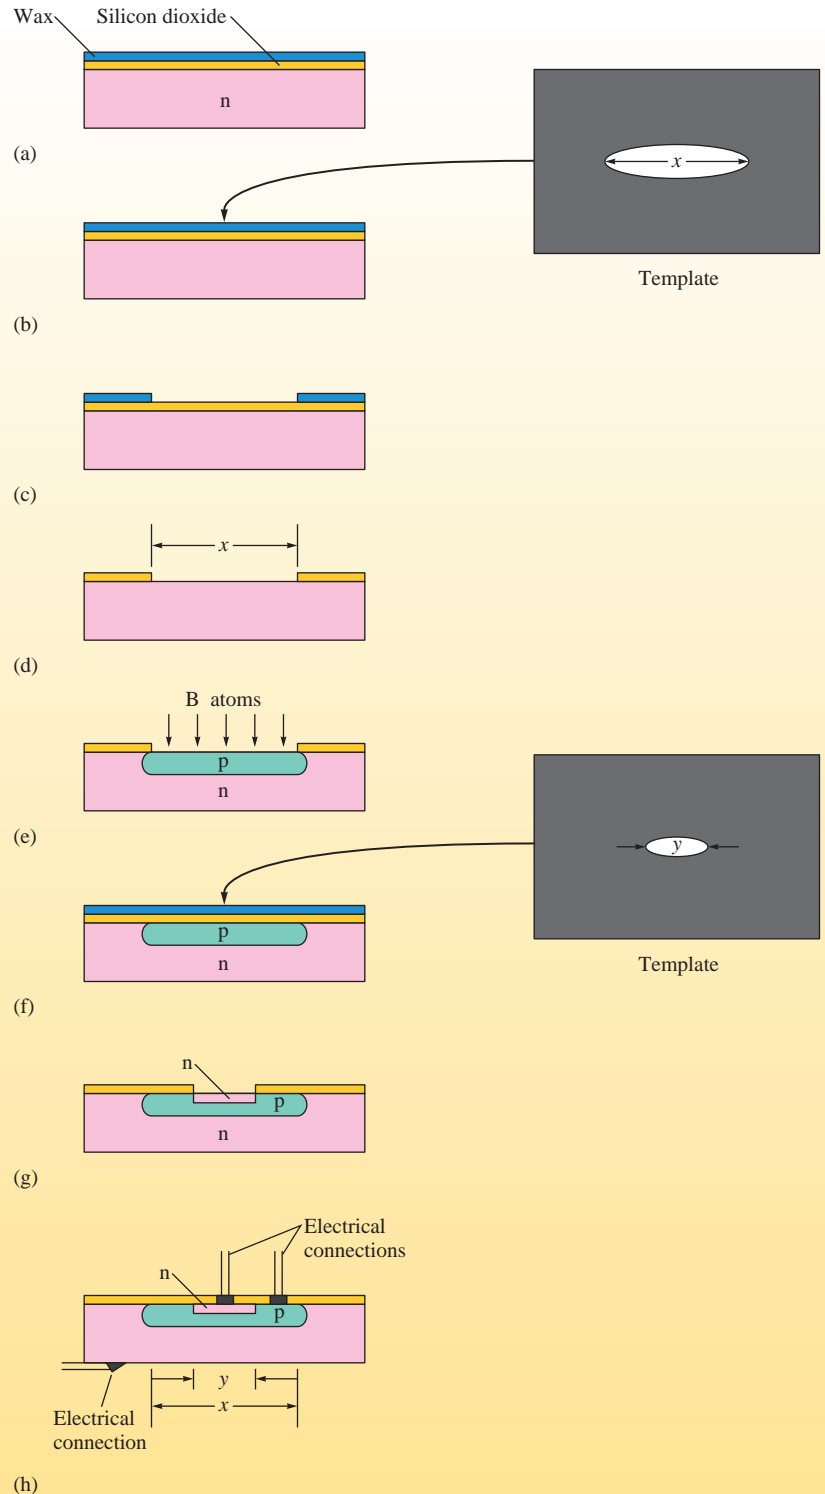 Wax
Silicon dioxide
n
(a)
x
Template
(b)
(c)
x
(d)
B atoms
p
n
(e)
y
p
n
Template
(f)
n
p
n
(g)
Electrical
connections
n
p
y
x
Electrical
connection
(h)